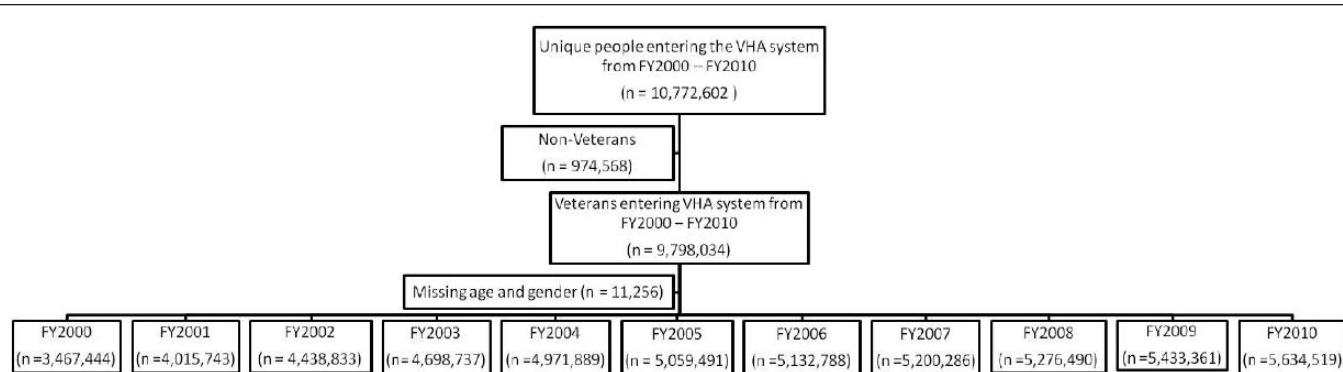 Unique people entering the VHA system
from FY2000 – FY2010
(n = 10,772,602 )
Non-Veterans
(n = 974,568)
Veterans entering VHA system from
FY2000 – FY2010
(n = 9,798,034)
Missing age and gender (n = 11,256)
FY2000 FY2001 FY2002 FY2003 FY2004 FY2005 FY2006 FY2007 FY2008 FY2009 FY2010
(n =3,467,444) (n =4,015,743) (n = 4,438,833) (n =4,698,737) (n =4,971,889) (n = 5,059,491) (n =5,132,788) (n = 5,200,286) (n = 5,276,490) (n =5,433,361) (n =5,634,519)